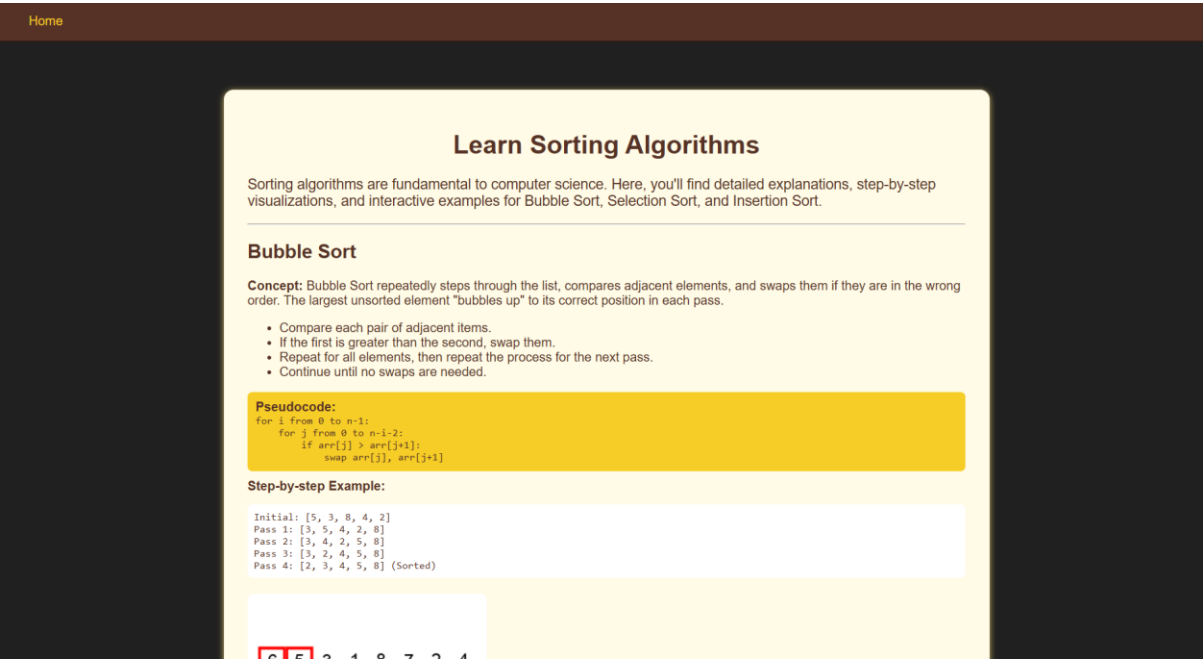 Home
Learn Sorting Algorithms
Sorting algorithms are fundamental to computer science. Here, you'll find detailed explanations, step-by-step
visualizations, and interactive examples for Bubble Sort, Selection Sort, and Insertion Sort.
Bubble Sort
Concept: Bubble Sort repeatedly steps through the list, compares adjacent elements, and swaps them if they are in the wrong
order. The largest unsorted element "bubbles up" to its correct position in each pass.
• Compare each pair of adjacent items.
• If the first is greater than the second, swap them.
• Repeat for all elements, then repeat the process for the next pass.
• Continue until no swaps are needed.
Pseudocode:
for i from 0 to n-1:
    for j from 0 to n-i-2:
        if arr[j] > arr[j+1]:
            swap arr[j], arr[j+1]
Step-by-step Example:
Initial: [5, 3, 8, 4, 2]
Pass 1: [3, 5, 4, 2, 8]
Pass 2: [3, 4, 2, 5, 8]
Pass 3: [3, 2, 4, 5, 8]
Pass 4: [2, 3, 4, 5, 8] (Sorted)
6 5 3 1 8 7 2 4